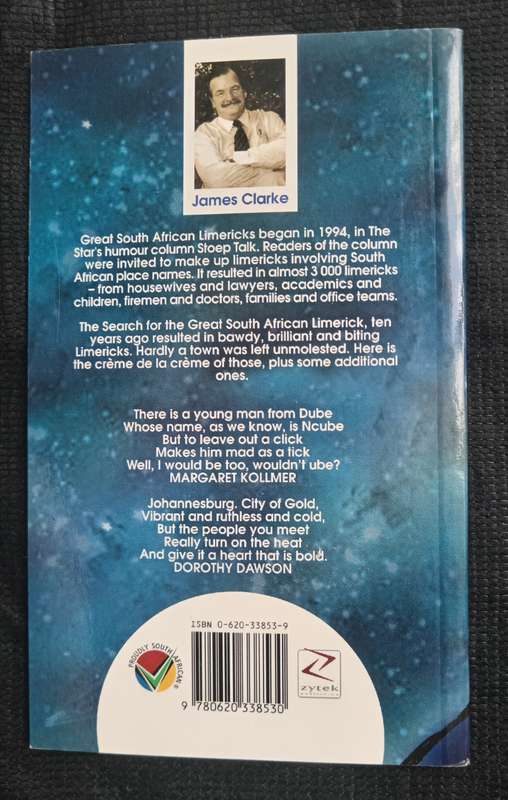 James Clarke
Great South African Limericks began in 1994, in The
Star's humour column Stoep Talk. Readers of the column
were invited to make up limericks involving South
African place names. It resulted in almost 3 000 limericks
– from housewives and lawyers, academics and
children, firemen and doctors, families and office teams.
The Search for the Great South African Limerick, ten
years ago resulted in bawdy, brilliant and biting
Limericks. Hardly a town was left unmolested. Here is
the crème de la crème of those, plus some additional
ones.
There is a young man from Dube
Whose name, as we know, is Ncube
But to leave out a click
Makes him mad as a tick
Well, I would be too, wouldn't ube?
MARGARET KOLLMER
Johannesburg. City of Gold,
Vibrant and ruthless and cold,
But the people you meet
Really turn on the heat
And give it a heart that is bold.
DOROTHY DAWSON
ISBN 0-620-33853-9
PROUDLY SOUTH AFRICAN
zytek
9 780620 338530